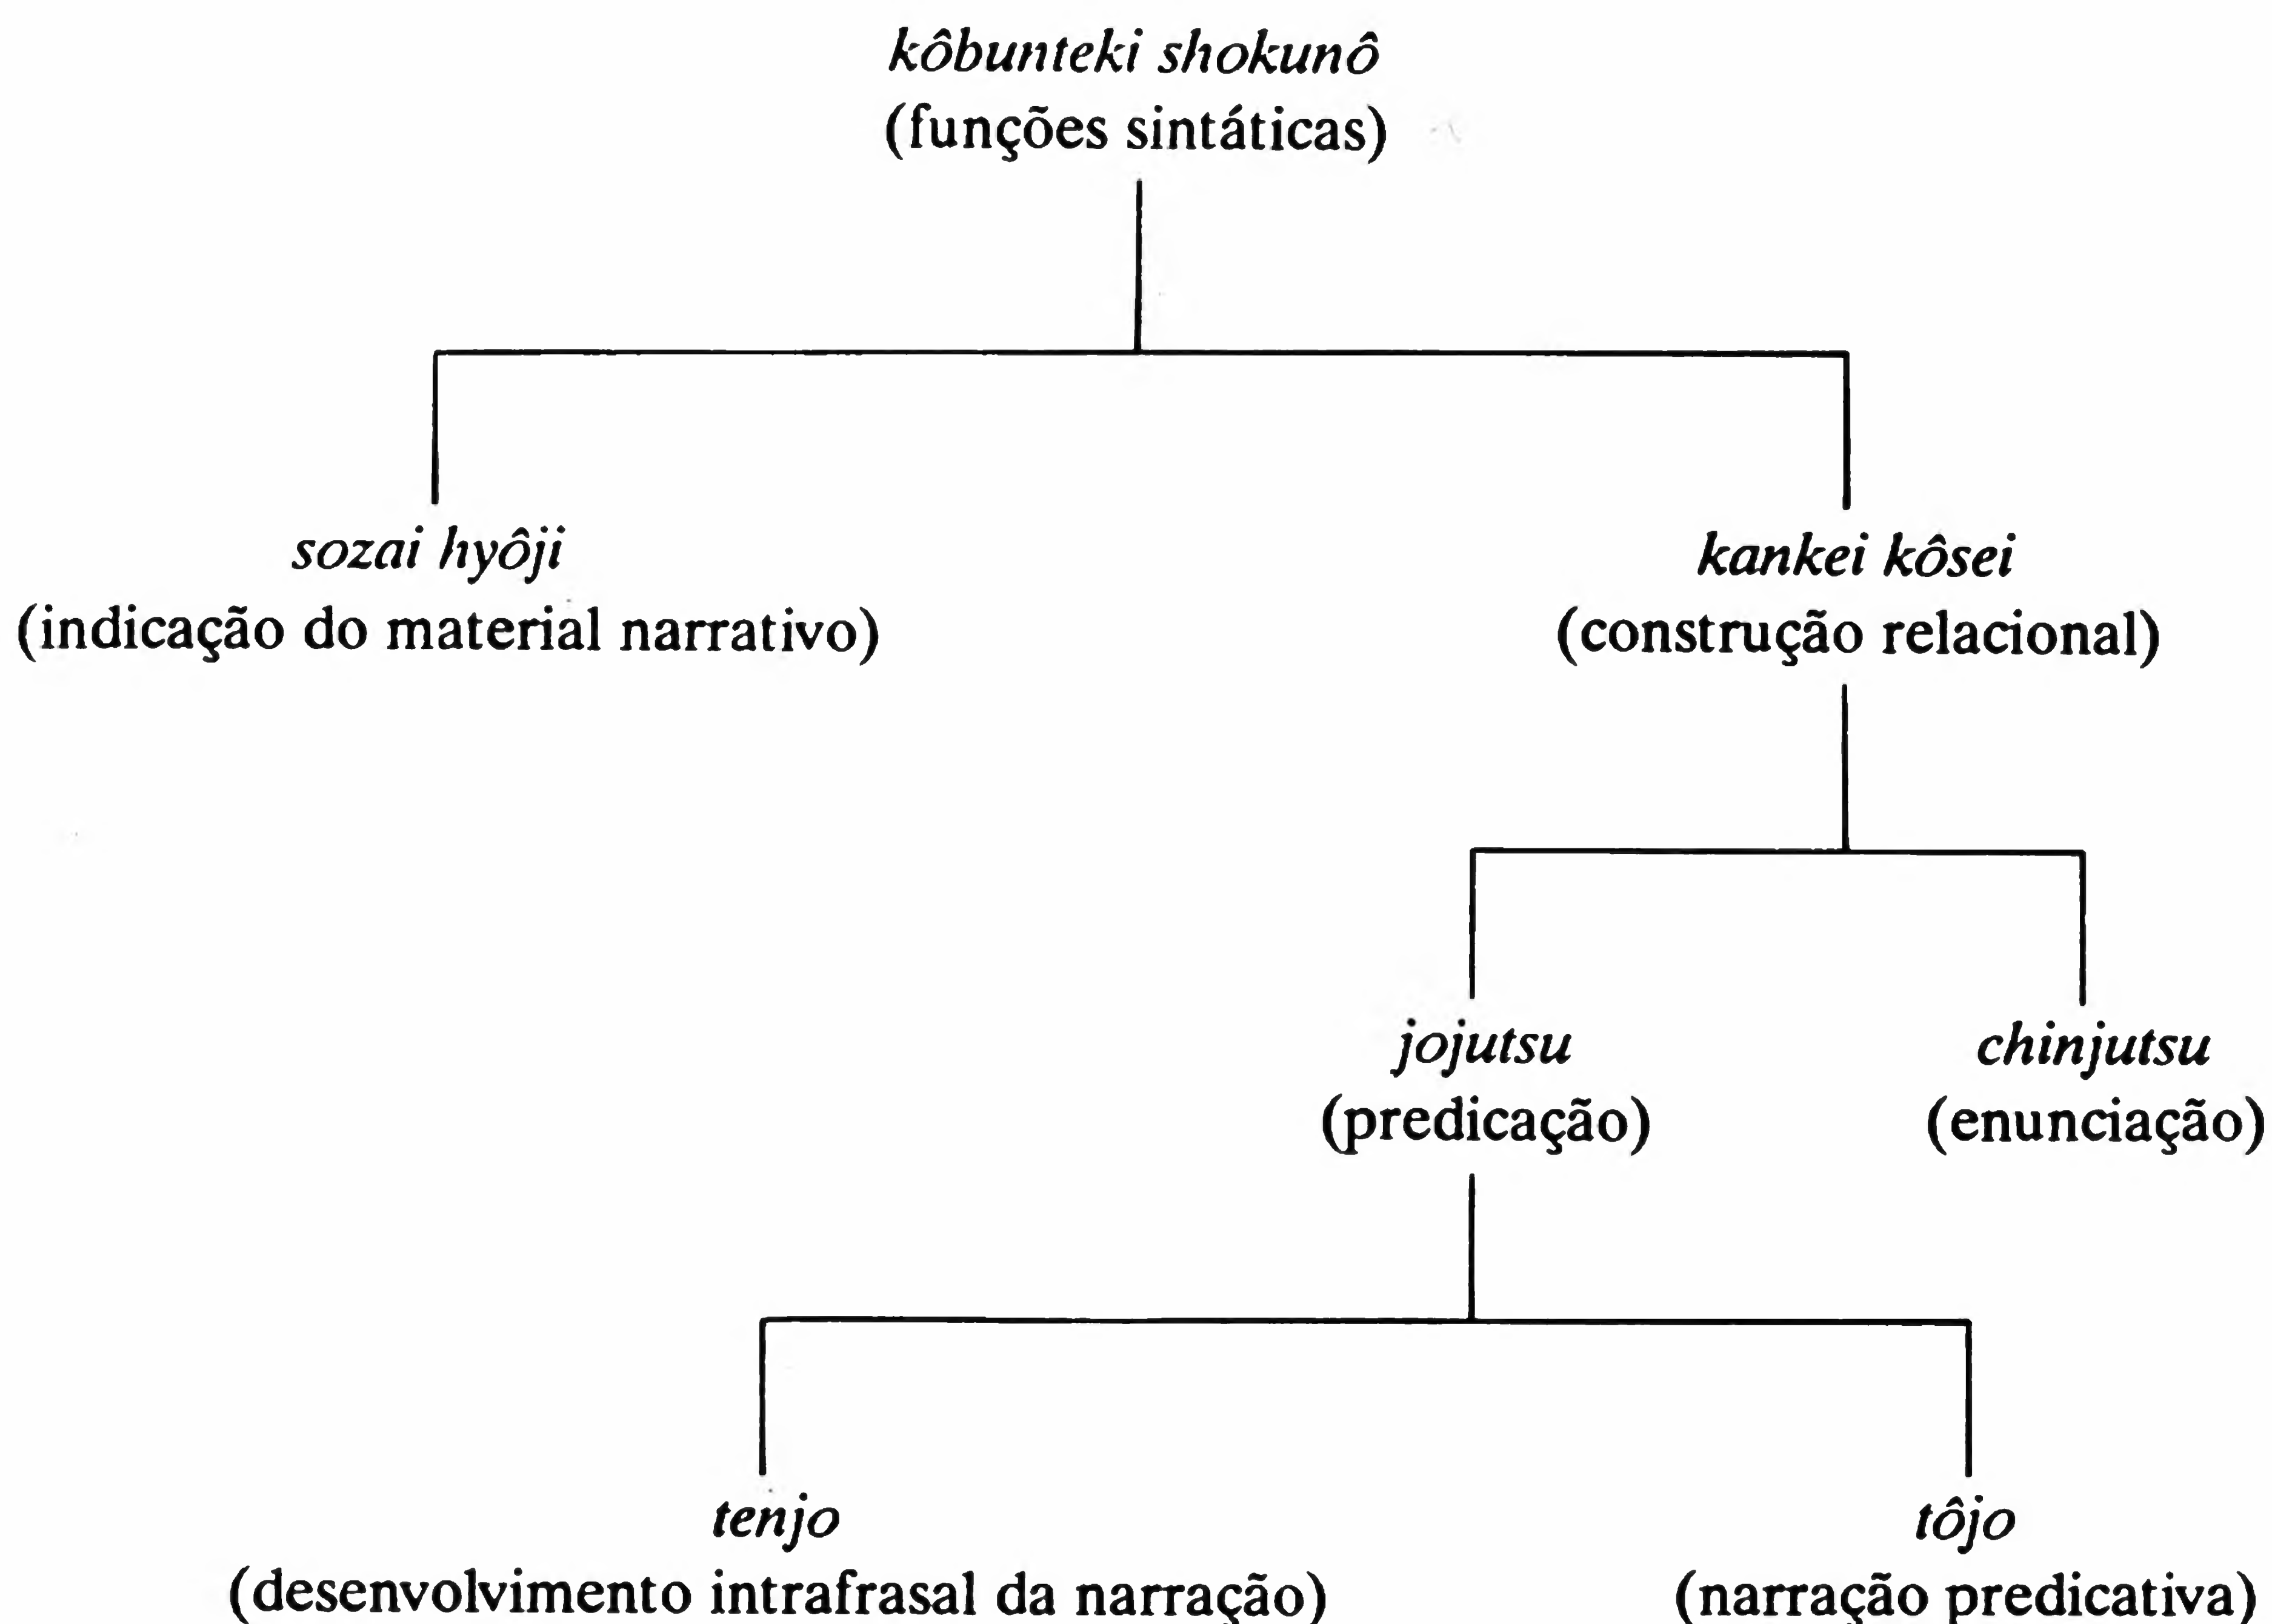 kôbunteki shokunô
(funções sintáticas)
sozai hyôji
(indicação do material narrativo)
kankei kôsei
(construção relacional)
jojutsu
(predicação)
chinjutsu
(enunciação)
tenjo
(desenvolvimento intrafrasal da narração)
tôjo
(narração predicativa)